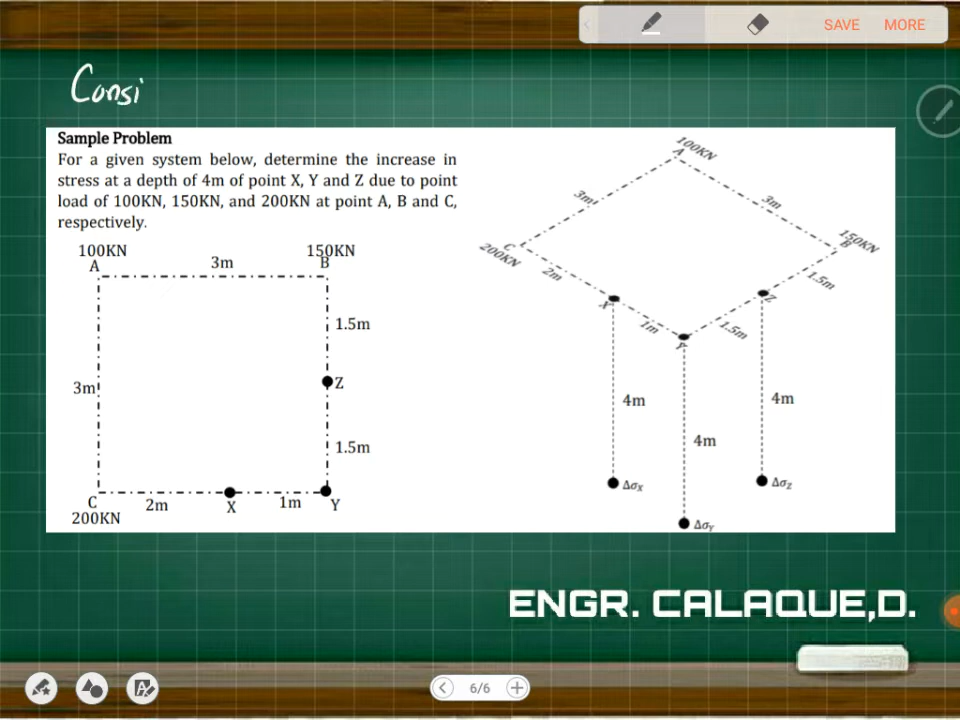 SAVE MORE
Consi
Sample Problem
For a given system below, determine the increase in
stress at a depth of 4m of point X, Y and Z due to point
load of 100KN, 150KN, and 200KN at point A, B and C,
respectively.
100KN
A
3m
150KN
B
1.5m
3m
Z
1.5m
C
200KN
2m
X
1m
Y
100KN
A
3m
3m
150KN
B
C
200KN
2m
1.5m
X
1m
Z
1.5m
Y
4m
4m
4m
Δσx
Δσz
ΔσY
ENGR. CALAQUE,D.
6/6